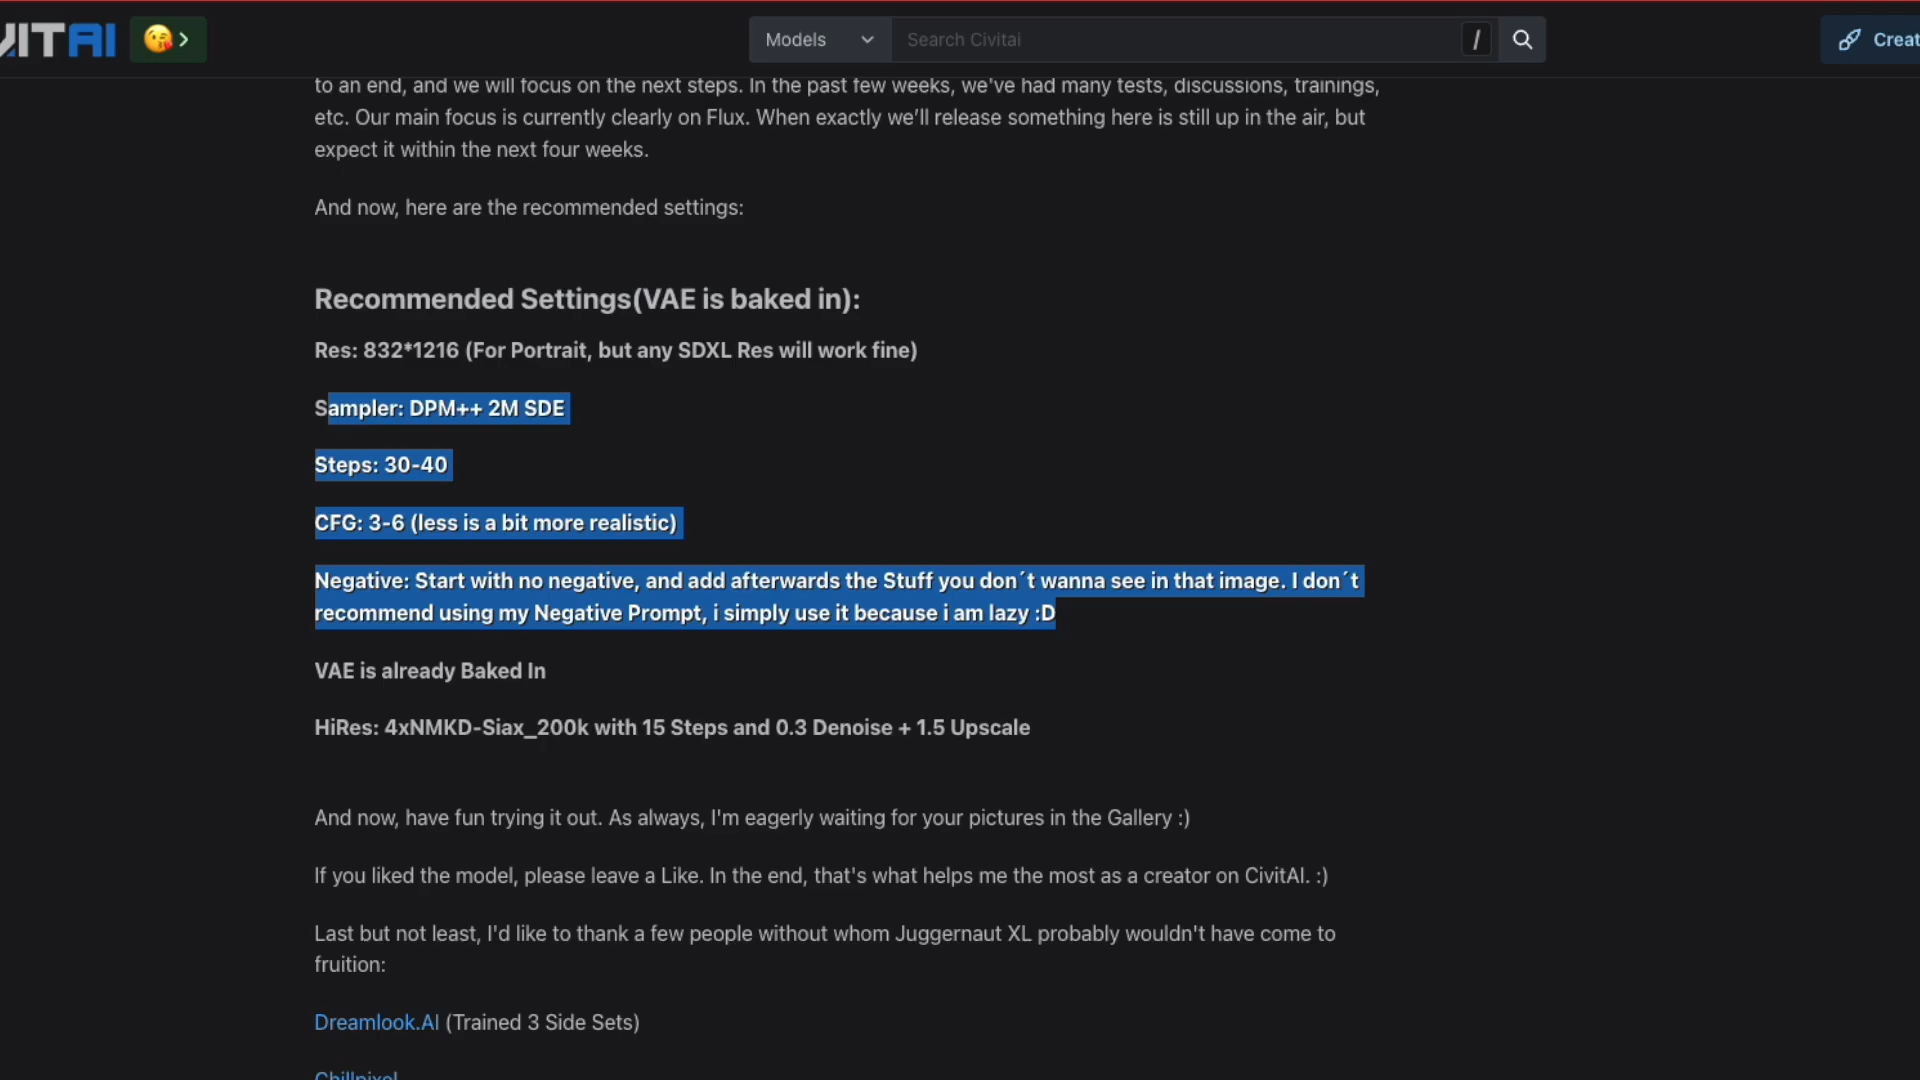 VITAI
Models
Search Civitai
/
Creat
to an end, and we will focus on the next steps. In the past few weeks, we've had many tests, discussions, trainings,
etc. Our main focus is currently clearly on Flux. When exactly we’ll release something here is still up in the air, but
expect it within the next four weeks.
And now, here are the recommended settings:
Recommended Settings(VAE is baked in):
Res: 832*1216 (For Portrait, but any SDXL Res will work fine)
Sampler: DPM++ 2M SDE
Steps: 30-40
CFG: 3-6 (less is a bit more realistic)
Negative: Start with no negative, and add afterwards the Stuff you don´t wanna see in that image. I don´t
recommend using my Negative Prompt, i simply use it because i am lazy :D
VAE is already Baked In
HiRes: 4xNMKD-Siax_200k with 15 Steps and 0.3 Denoise + 1.5 Upscale
And now, have fun trying it out. As always, I'm eagerly waiting for your pictures in the Gallery :)
If you liked the model, please leave a Like. In the end, that's what helps me the most as a creator on CivitAI. :)
Last but not least, I'd like to thank a few people without whom Juggernaut XL probably wouldn't have come to
fruition:
Dreamlook.AI (Trained 3 Side Sets)
Chillpixel